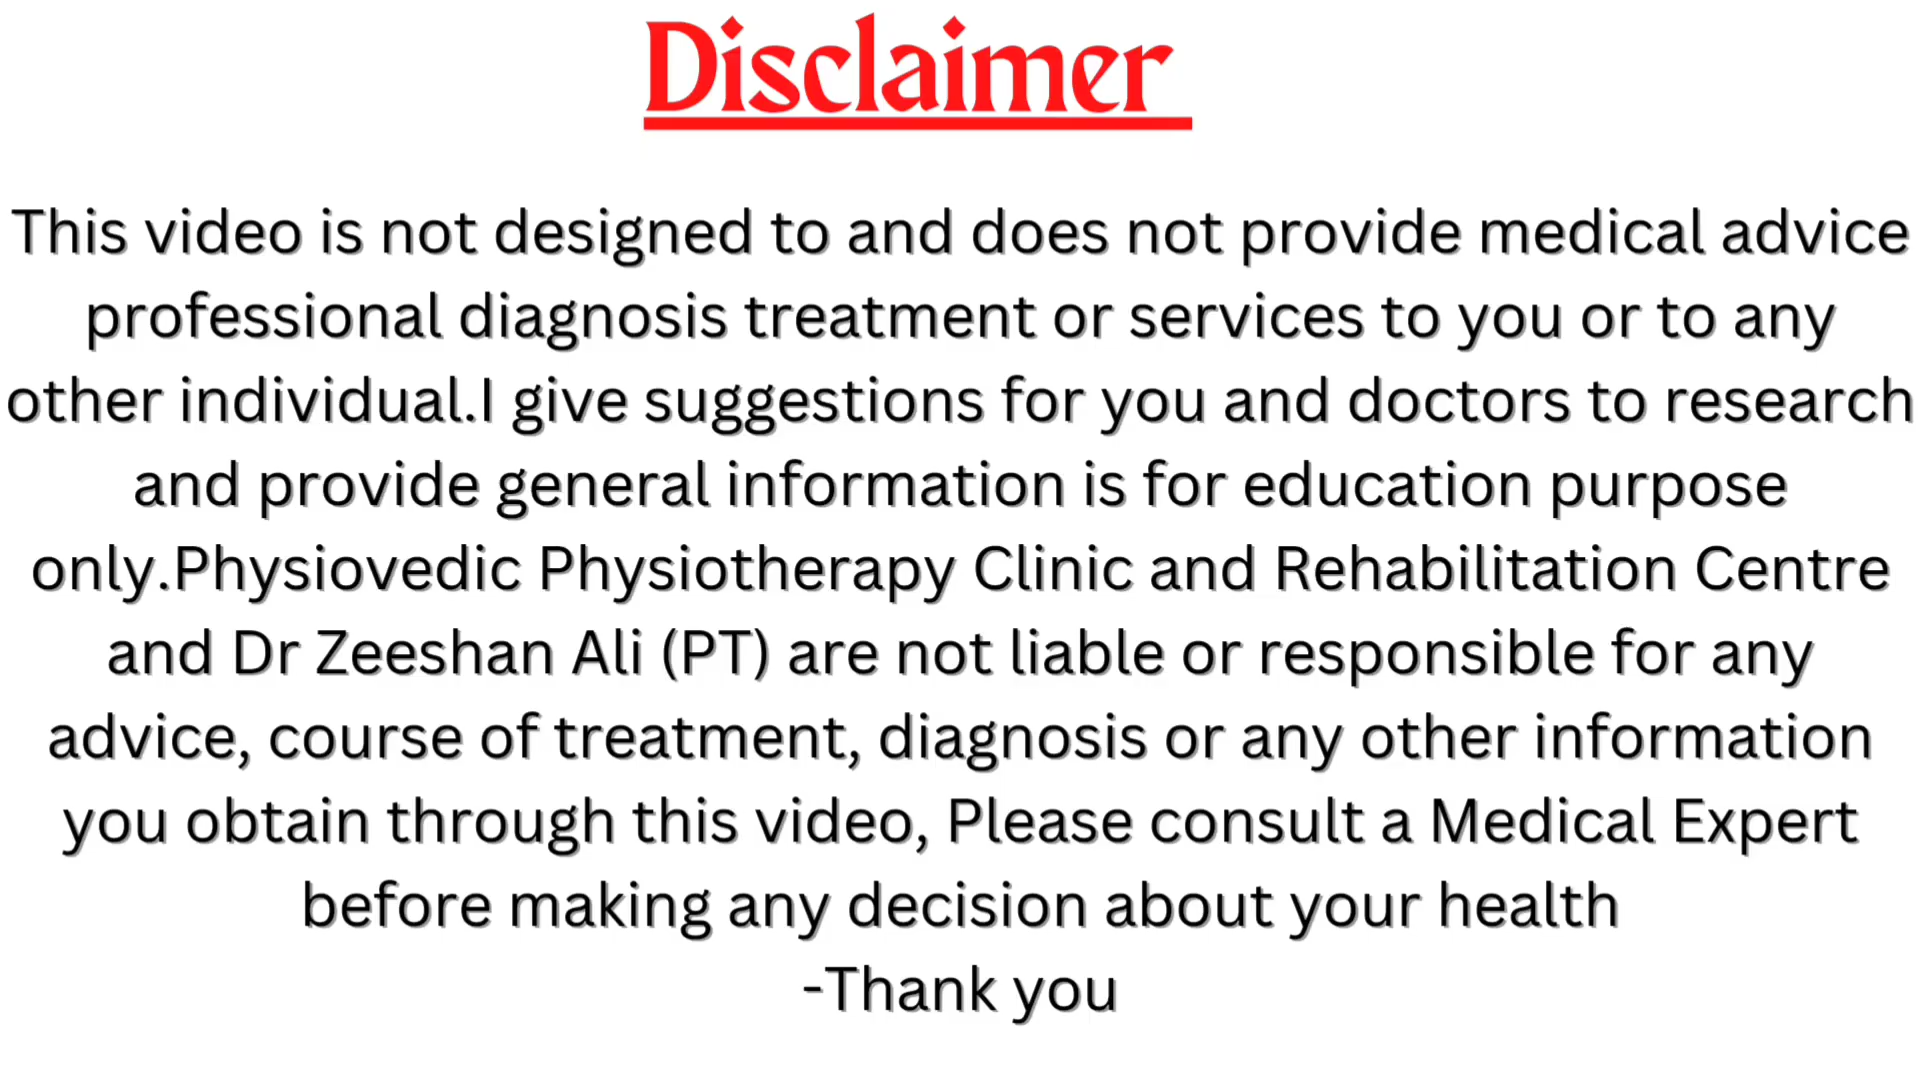 Disclaimer
This video is not designed to and does not provide medical advice
professional diagnosis treatment or services to you or to any
other individual.I give suggestions for you and doctors to research
and provide general information is for education purpose
only.Physiovedic Physiotherapy Clinic and Rehabilitation Centre
and Dr Zeeshan Ali (PT) are not liable or responsible for any
advice, course of treatment, diagnosis or any other information
you obtain through this video, Please consult a Medical Expert
before making any decision about your health
-Thank you